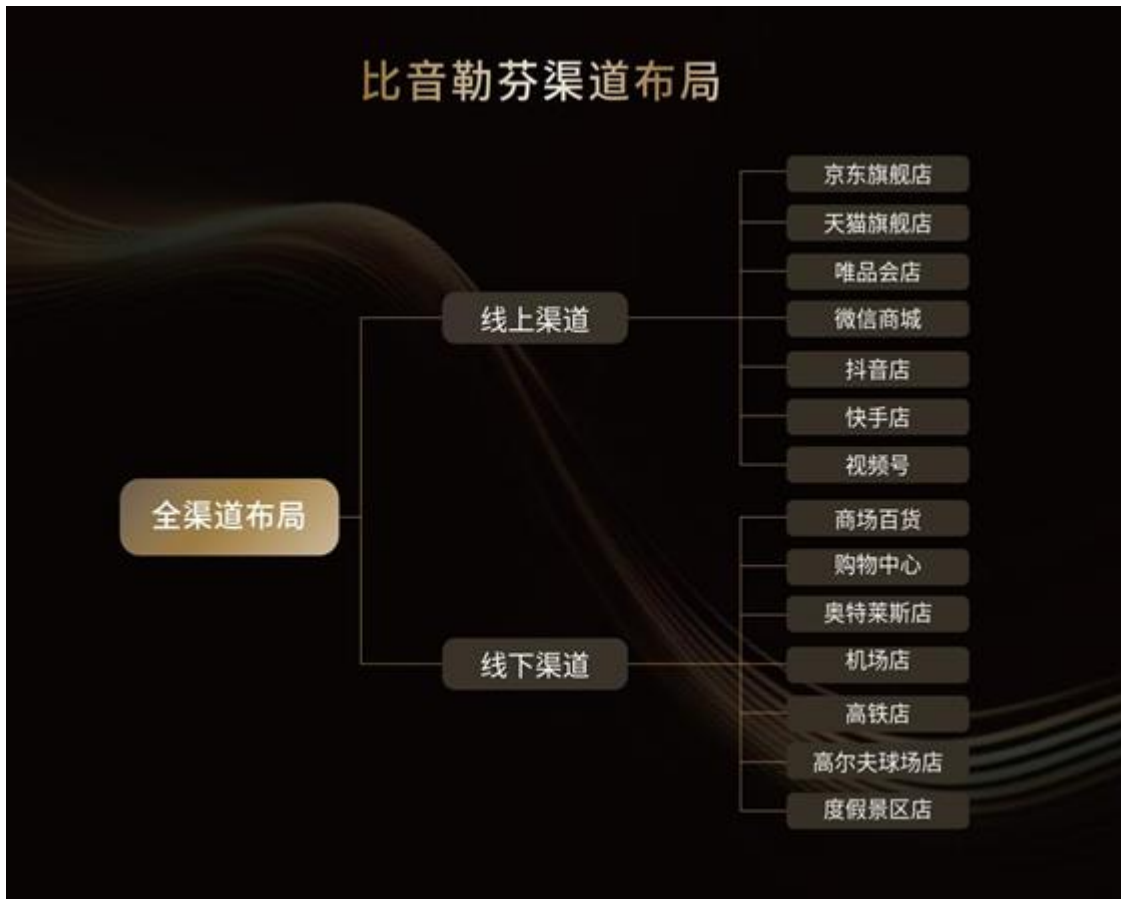 比音勒芬渠道布局
全渠道布局
线上渠道
京东旗舰店
天猫旗舰店
唯品会店
微信商城
抖音店
快手店
视频号
线下渠道
商场百货
购物中心
奥特莱斯店
机场店
高铁店
高尔夫球场店
度假景区店